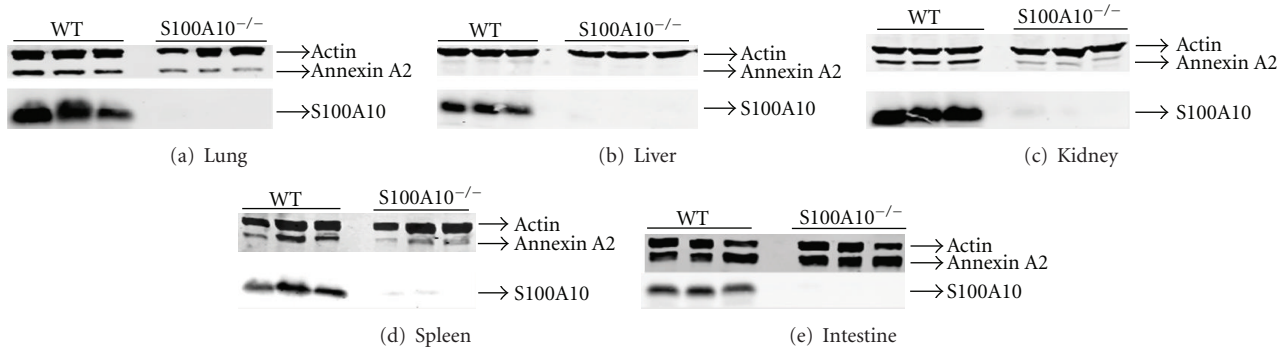 WT S100A10−/−
Actin
Annexin A2
S100A10
(a) Lung
WT S100A10−/−
Actin
Annexin A2
S100A10
(b) Liver
WT S100A10−/−
Actin
Annexin A2
S100A10
(c) Kidney
WT S100A10−/−
Actin
Annexin A2
S100A10
(d) Spleen
WT S100A10−/−
Actin
Annexin A2
S100A10
(e) Intestine